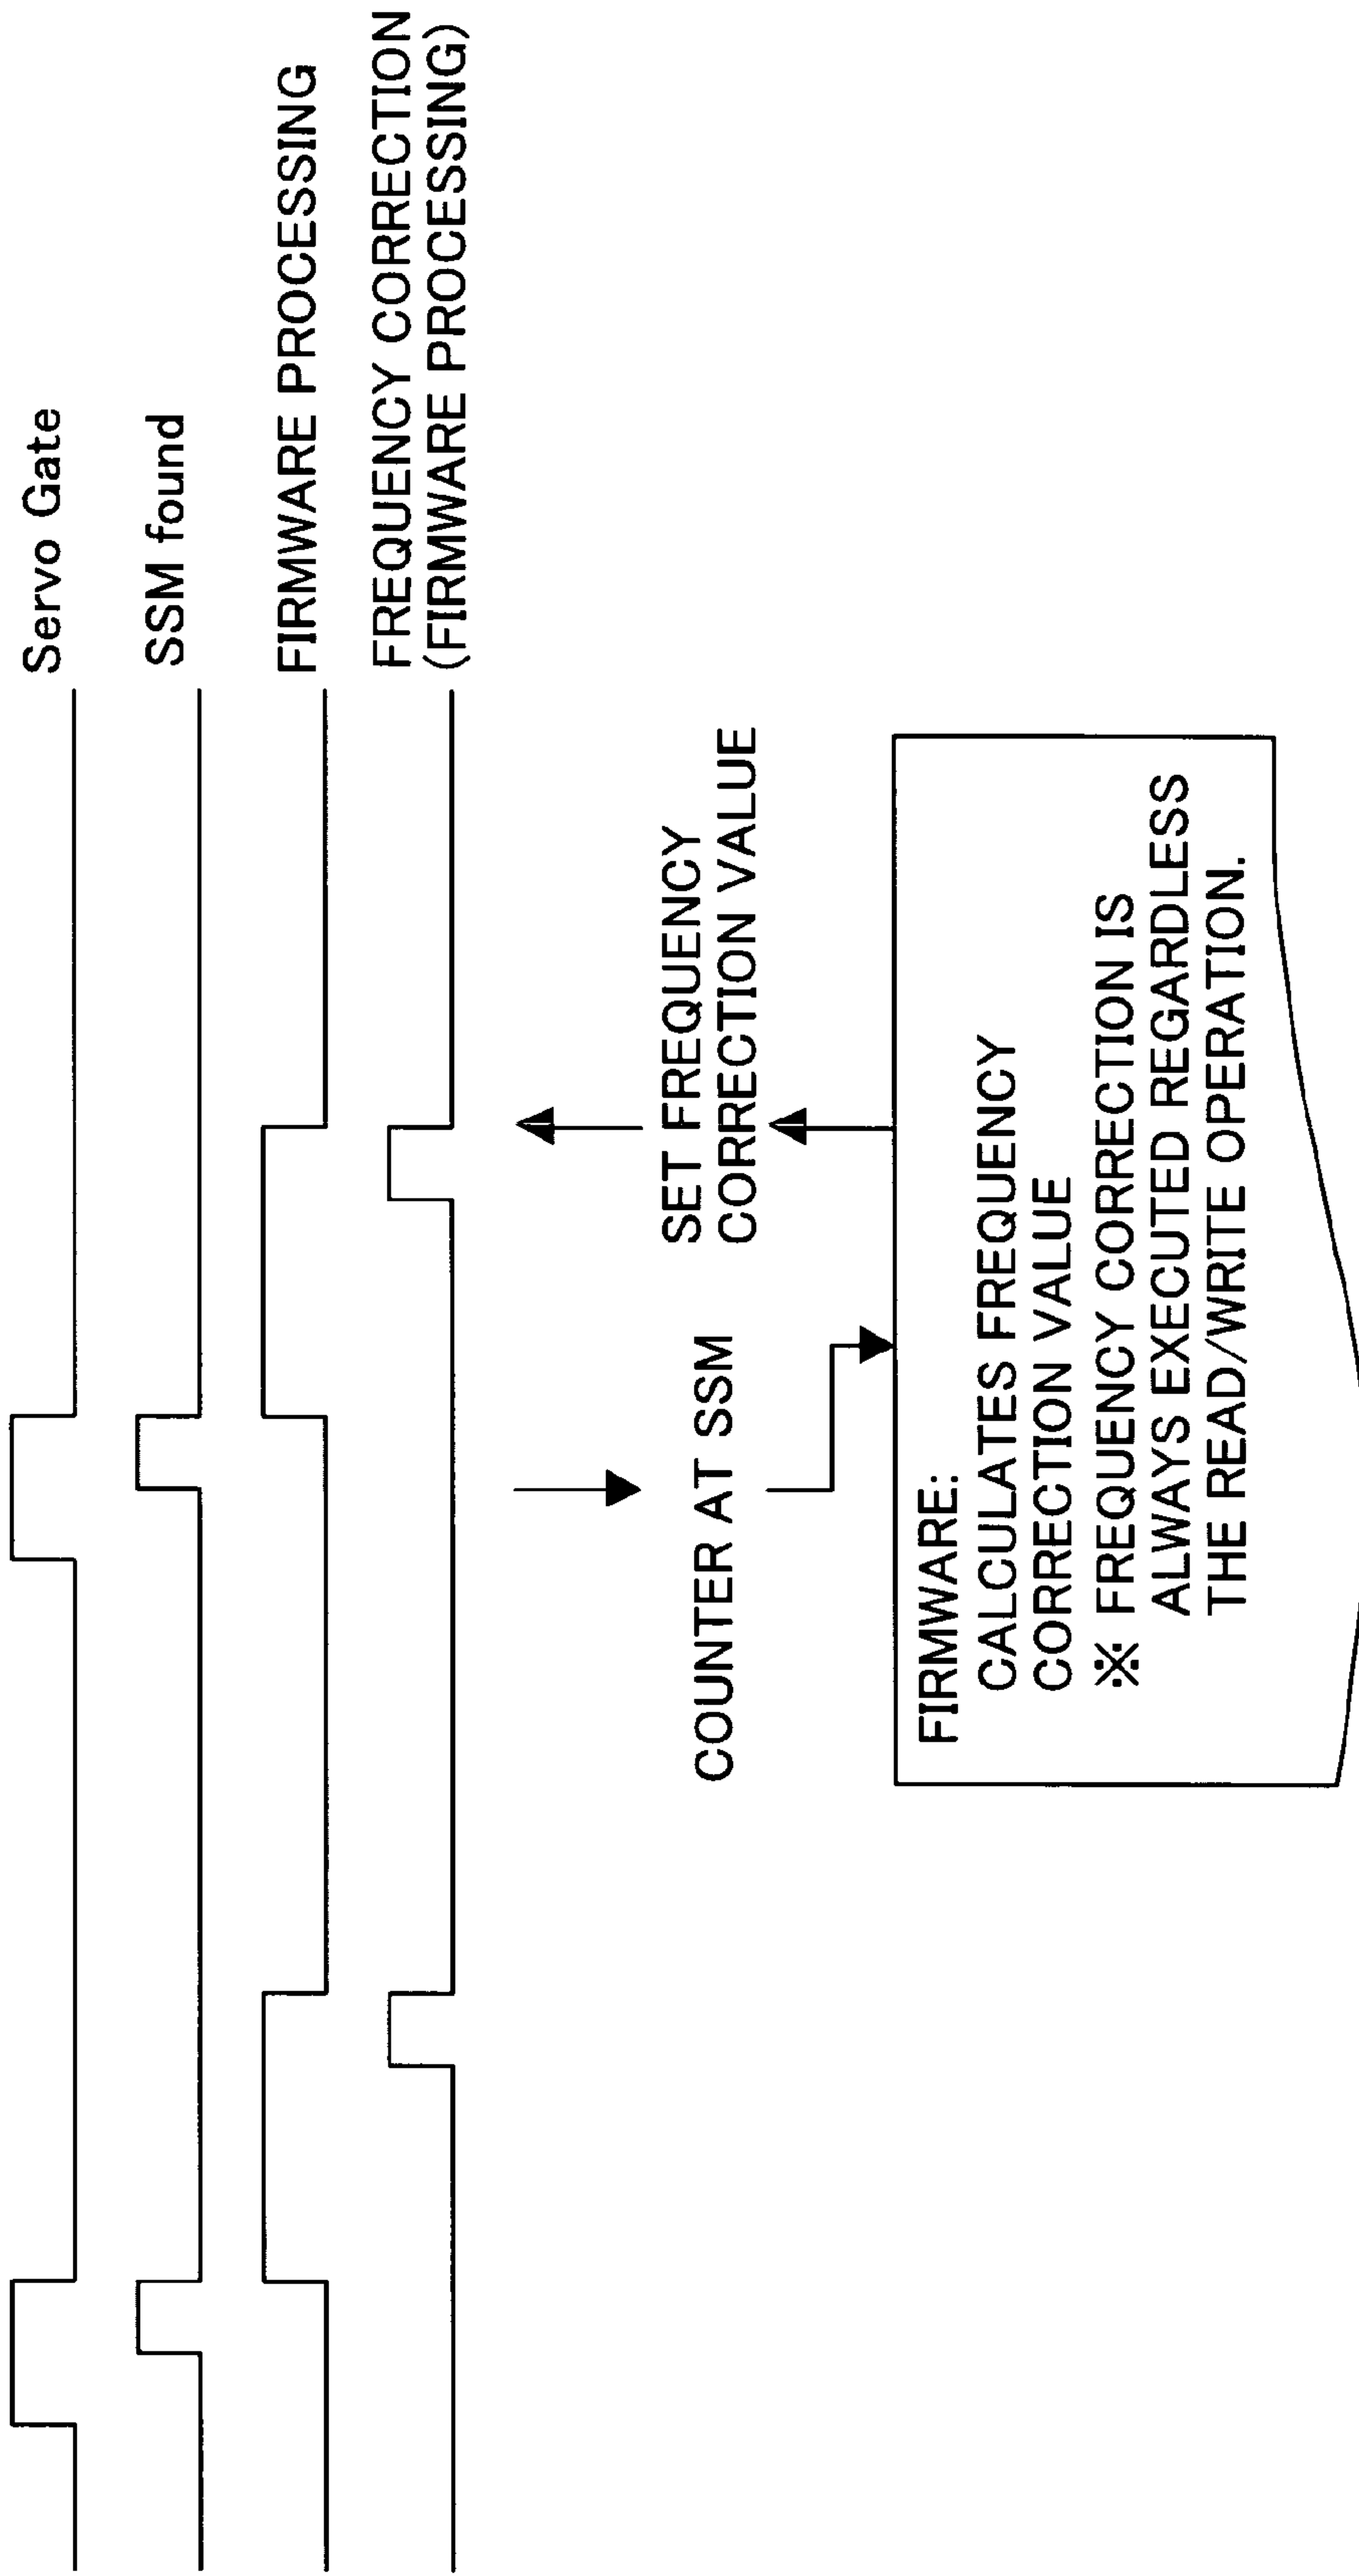 Servo Gate
SSM found
FIRMWARE PROCESSING
FREQUENCY CORRECTION
(FIRMWARE PROCESSING)
COUNTER AT SSM
SET FREQUENCY
CORRECTION VALUE
FIRMWARE:
CALCULATES FREQUENCY
CORRECTION VALUE
※ FREQUENCY CORRECTION IS
ALWAYS EXECUTED REGARDLESS
THE READ/WRITE OPERATION.